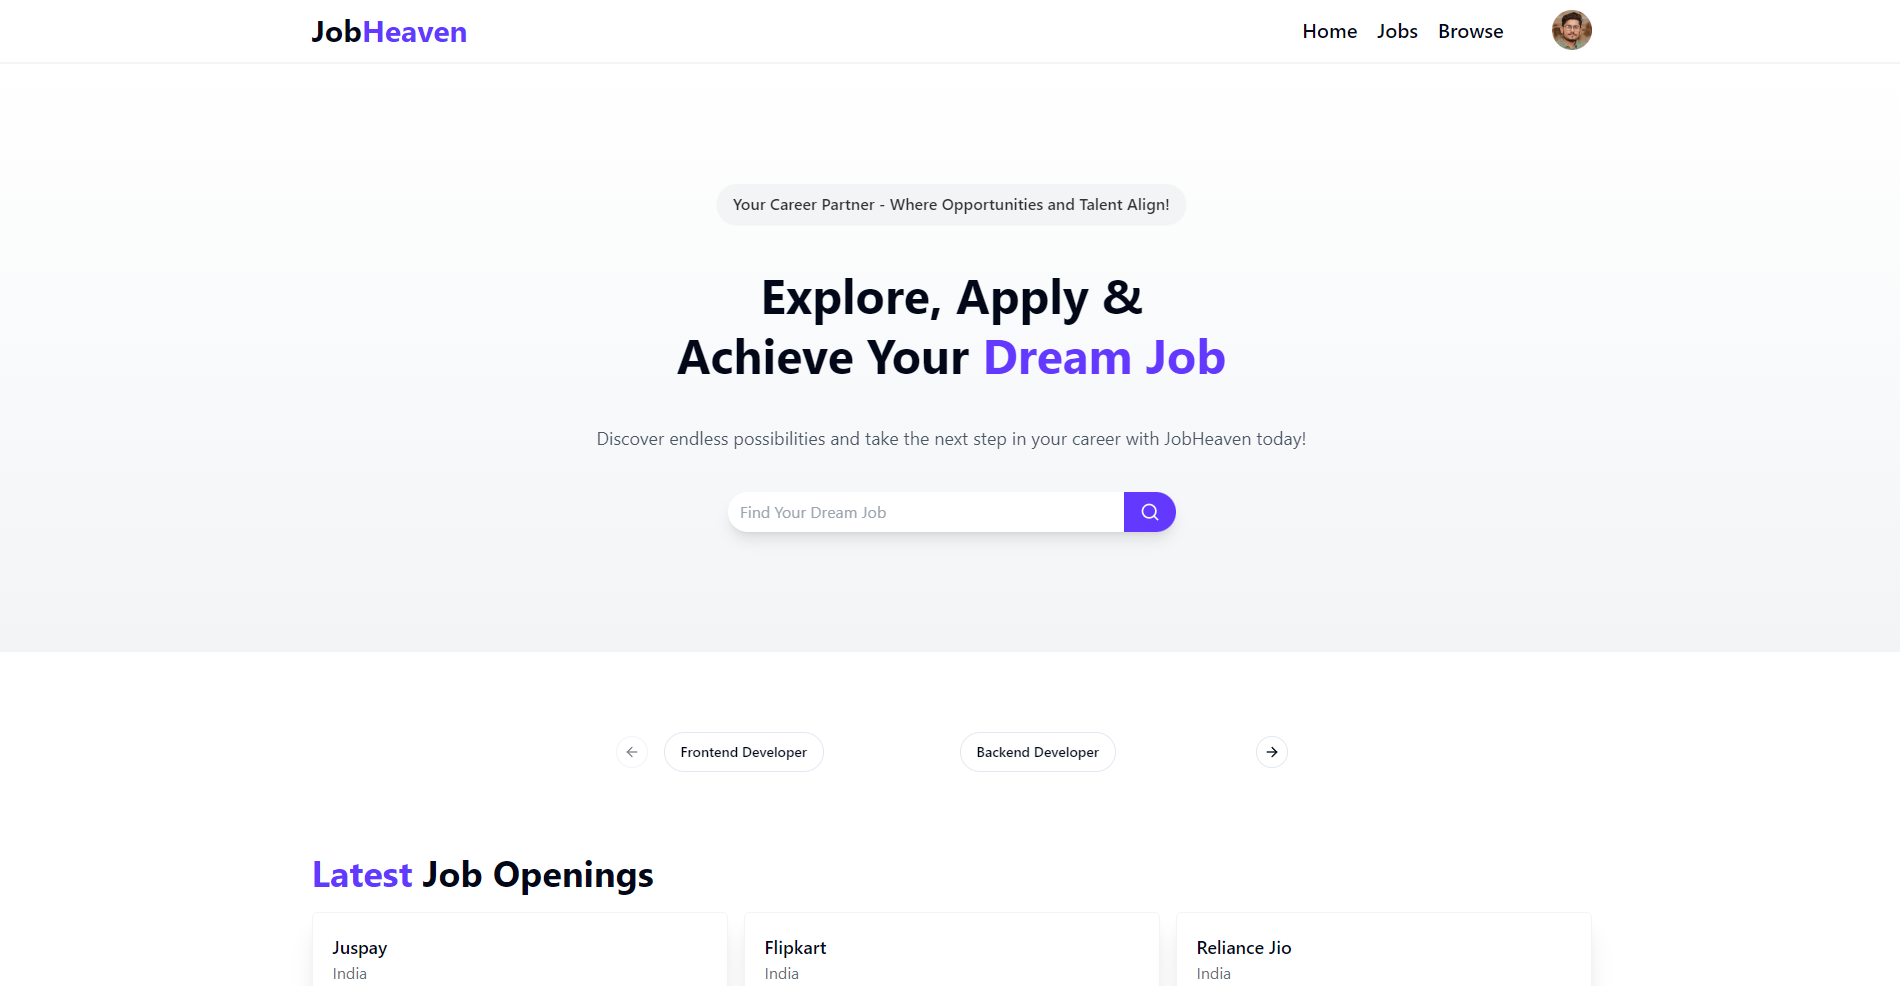 JobHeaven
Home Jobs Browse
Your Career Partner - Where Opportunities and Talent Align!
Explore, Apply &
Achieve Your Dream Job
Discover endless possibilities and take the next step in your career with JobHeaven today!
Find Your Dream Job
Frontend Developer
Backend Developer
Latest Job Openings
Juspay
India
Flipkart
India
Reliance Jio
India